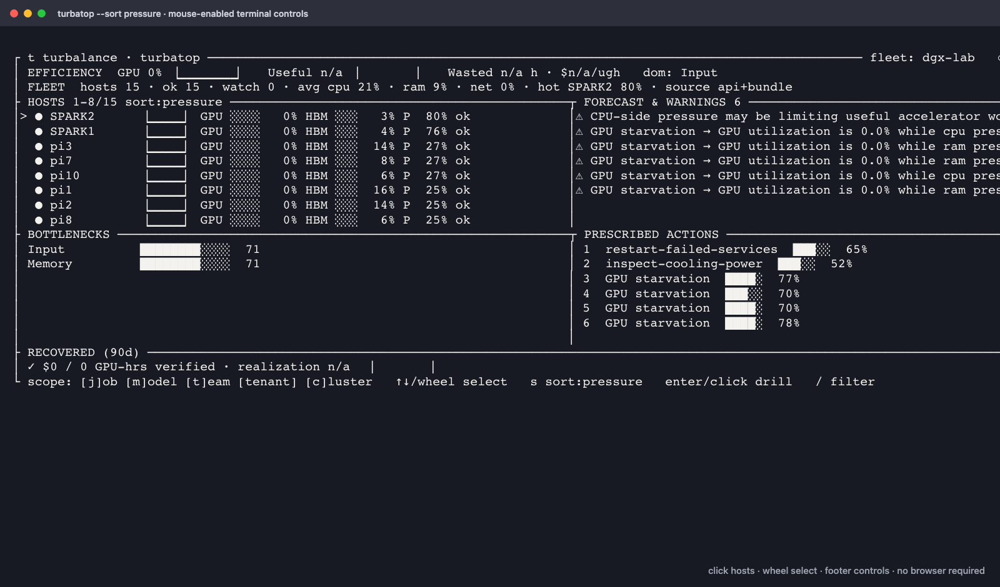 turbatop --sort pressure · mouse-enabled terminal controls
t turbalance · turbatop fleet: dgx-lab
EFFICIENCY GPU 0% Useful n/a Wasted n/a h · $n/a/ugh dom: Input
FLEET hosts 15 · ok 15 · watch 0 · avg cpu 21% · ram 9% · net 0% · hot SPARK2 80% · source api+bundle
HOSTS 1-8/15 sort:pressure
> ● SPARK2 GPU 0% HBM 3% P 80% ok
● SPARK1 GPU 0% HBM 4% P 76% ok
● pi3 GPU 0% HBM 14% P 27% ok
● pi7 GPU 0% HBM 8% P 27% ok
● pi10 GPU 0% HBM 6% P 27% ok
● pi1 GPU 0% HBM 16% P 25% ok
● pi2 GPU 0% HBM 14% P 25% ok
● pi8 GPU 0% HBM 6% P 25% ok
FORECAST & WARNINGS 6
⚠ CPU-side pressure may be limiting useful accelerator wo
⚠ GPU starvation → GPU utilization is 0.0% while cpu pres
⚠ GPU starvation → GPU utilization is 0.0% while ram pres
⚠ GPU starvation → GPU utilization is 0.0% while ram pres
⚠ GPU starvation → GPU utilization is 0.0% while cpu pres
⚠ GPU starvation → GPU utilization is 0.0% while ram pres
BOTTLENECKS
Input 71
Memory 71
PRESCRIBED ACTIONS
1 restart-failed-services 65%
2 inspect-cooling-power 52%
3 GPU starvation 77%
4 GPU starvation 70%
5 GPU starvation 70%
6 GPU starvation 78%
RECOVERED (90d)
✓ $0 / 0 GPU-hrs verified · realization n/a
scope: [j]ob [m]odel [t]eam [tenant] [c]luster ↑↓/wheel select s sort:pressure enter/click drill / filter
click hosts · wheel select · footer controls · no browser required